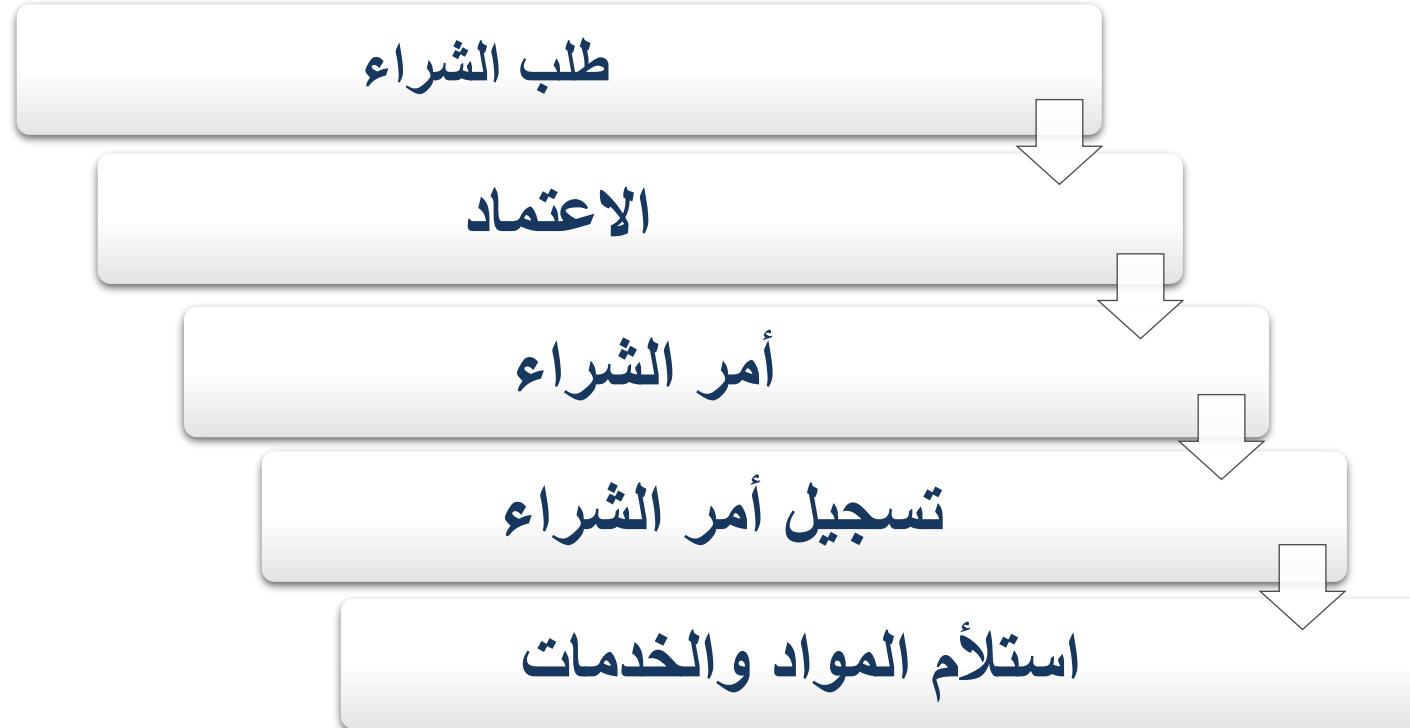 طلب الشراء
الاعتماد
أمر الشراء
تسجيل أمر الشراء
استلأم المواد والخدمات